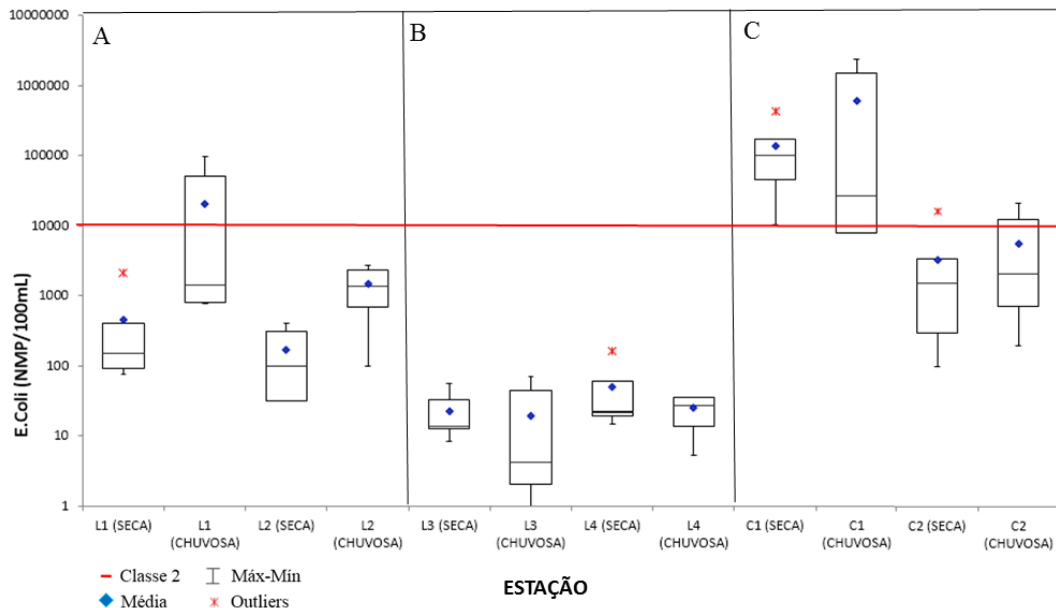 A
B
C
10000000
1000000
100000
10000
1000
100
10
1
E.Coli (NMP/100mL)
L1 (SECA)
L1
(CHUVOSA)
L2 (SECA)
L2
(CHUVOSA)
L3 (SECA)
L3
(CHUVOSA)
L4 (SECA)
L4
(CHUVOSA)
C1 (SECA)
C1
(CHUVOSA)
C2 (SECA)
C2
(CHUVOSA)
ESTAÇÃO
Classe 2
Máx-Mín
Média
Outliers